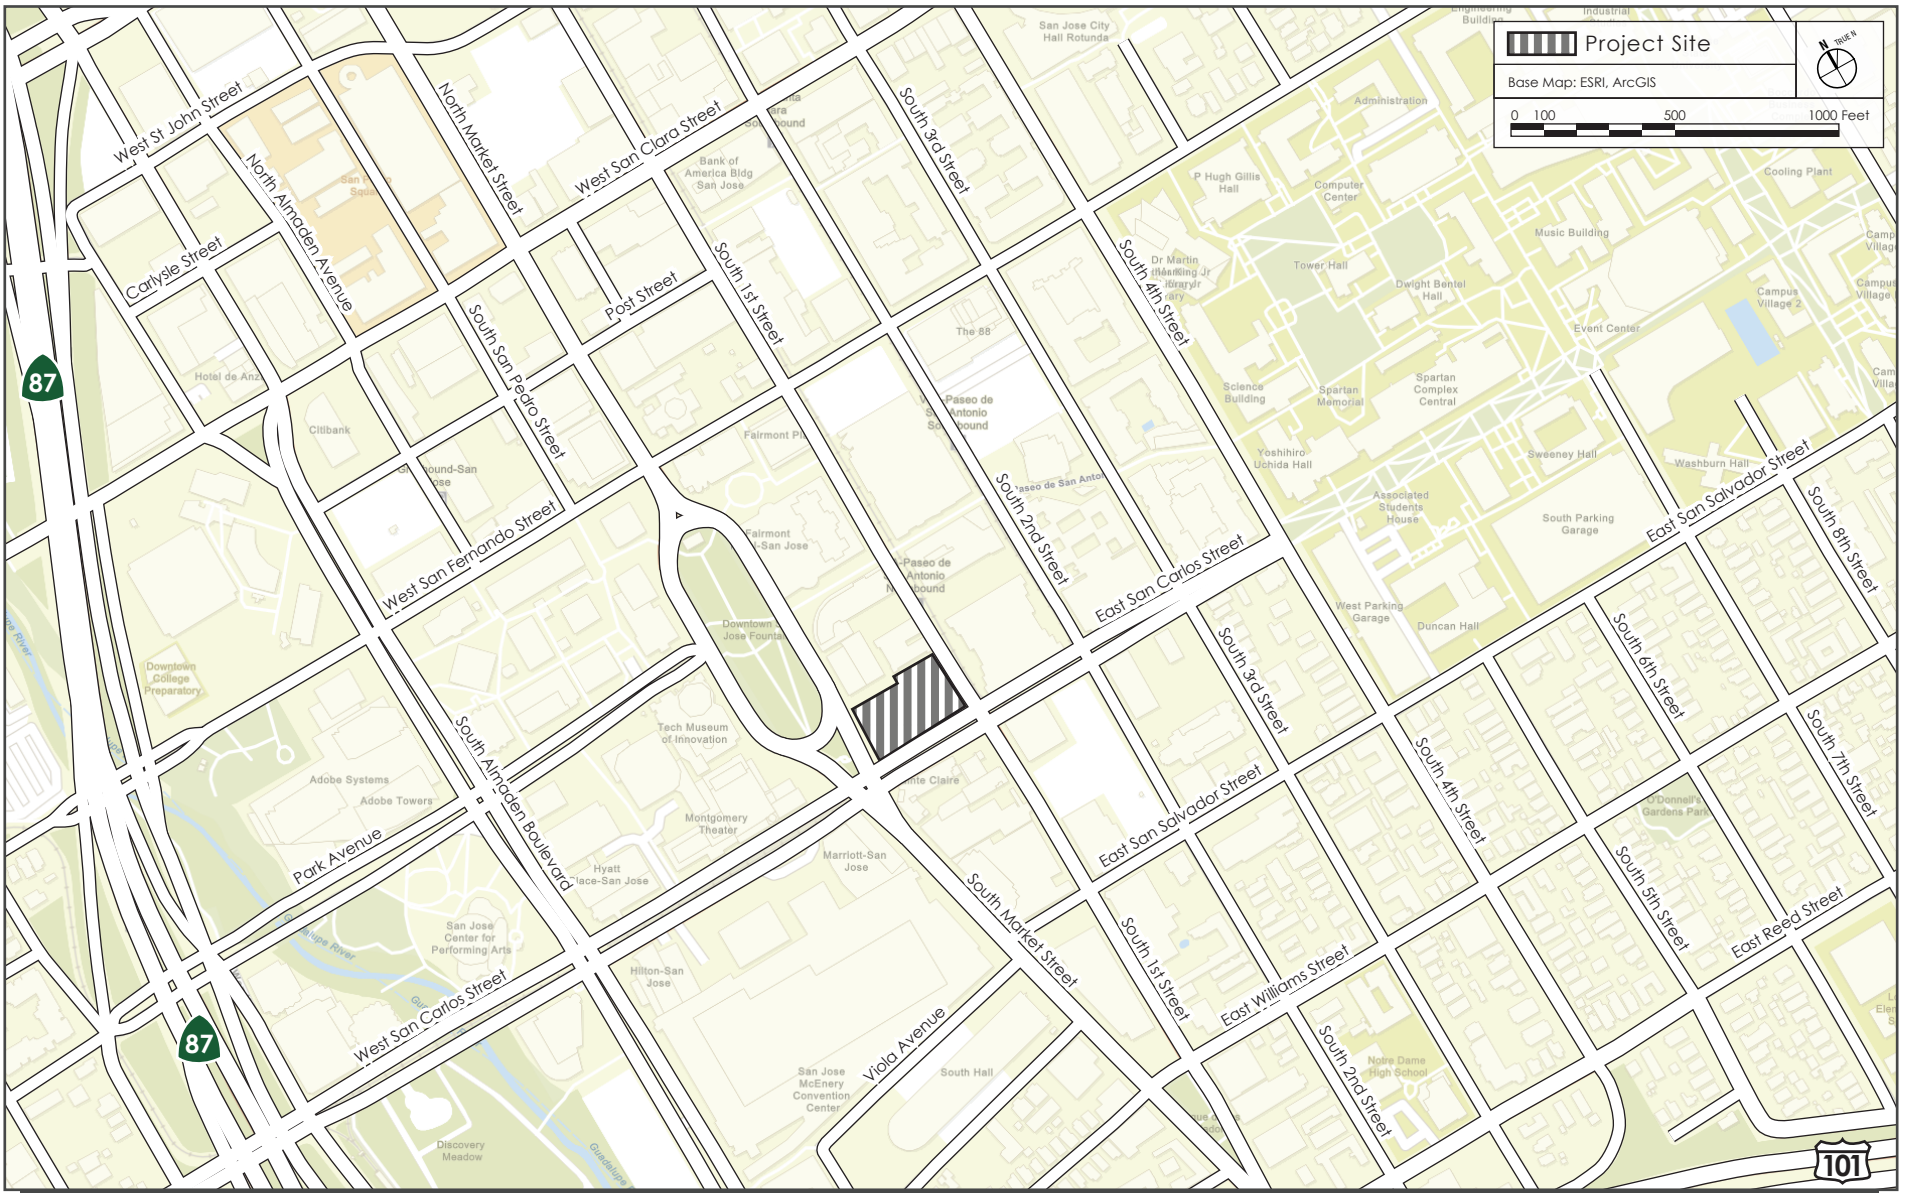 Engineering
Building
Industrial
San Jose City
Hall Rotunda
Project Site
Base Map: ESRI, ArcGIS
N
TRUE N
0 100 500 1000 Feet
West St John Street
North Market Street
West San Clara Street
South 3rd Street
Administration
Bank of
America Bldg
San Jose
P Hugh Gillis
Hall
Computer
Center
Cooling Plant
North Almaden Avenue
Music Building
Carlysle Street
Post Street
South 1st Street
South 4th Street
Dr Martin
Tower Hall
Dwight Bentel
Hall
Campus
Village 2
Campus
Village
South San Pedro Street
The 88
Event Center
87
Hotel de Anza
Science
Building
Spartan
Memorial
Spartan
Complex
Central
Citibank
Fairmont
Yoshihiro
Uchida Hall
Sweeney Hall
Washburn Hall
East San Salvador Street
Paseo de San Anton
South 2nd Street
Associated
Students
House
South Parking
Garage
South 8th Street
West San Fernando Street
Fairmont
-San Jose
-Paseo de
Antonio
East San Carlos Street
West Parking
Garage
Duncan Hall
Downtown
Jose Fountain
South 3rd Street
South 6th Street
Downtown
College
Preparatory
South Almaden Boulevard
Tech Museum
of Innovation
South 4th Street
South 7th Street
Adobe Systems
Adobe Towers
Park Avenue
Montgomery
Theater
East San Salvador Street
O'Donnell's
Gardens Park
Hyatt
Place-San Jose
Marriott-San
Jose
South Market Street
South 5th Street
Guadalupe River
San Jose
Center for
Performing Arts
South 1st Street
East Reed Street
West San Carlos Street
Hilton-San
Jose
East Williams Street
87
Viola Avenue
San Jose
McEnery
Convention
Center
South Hall
South 2nd Street
Notre Dame
High School
Discovery
Meadow
Guadalupe
101